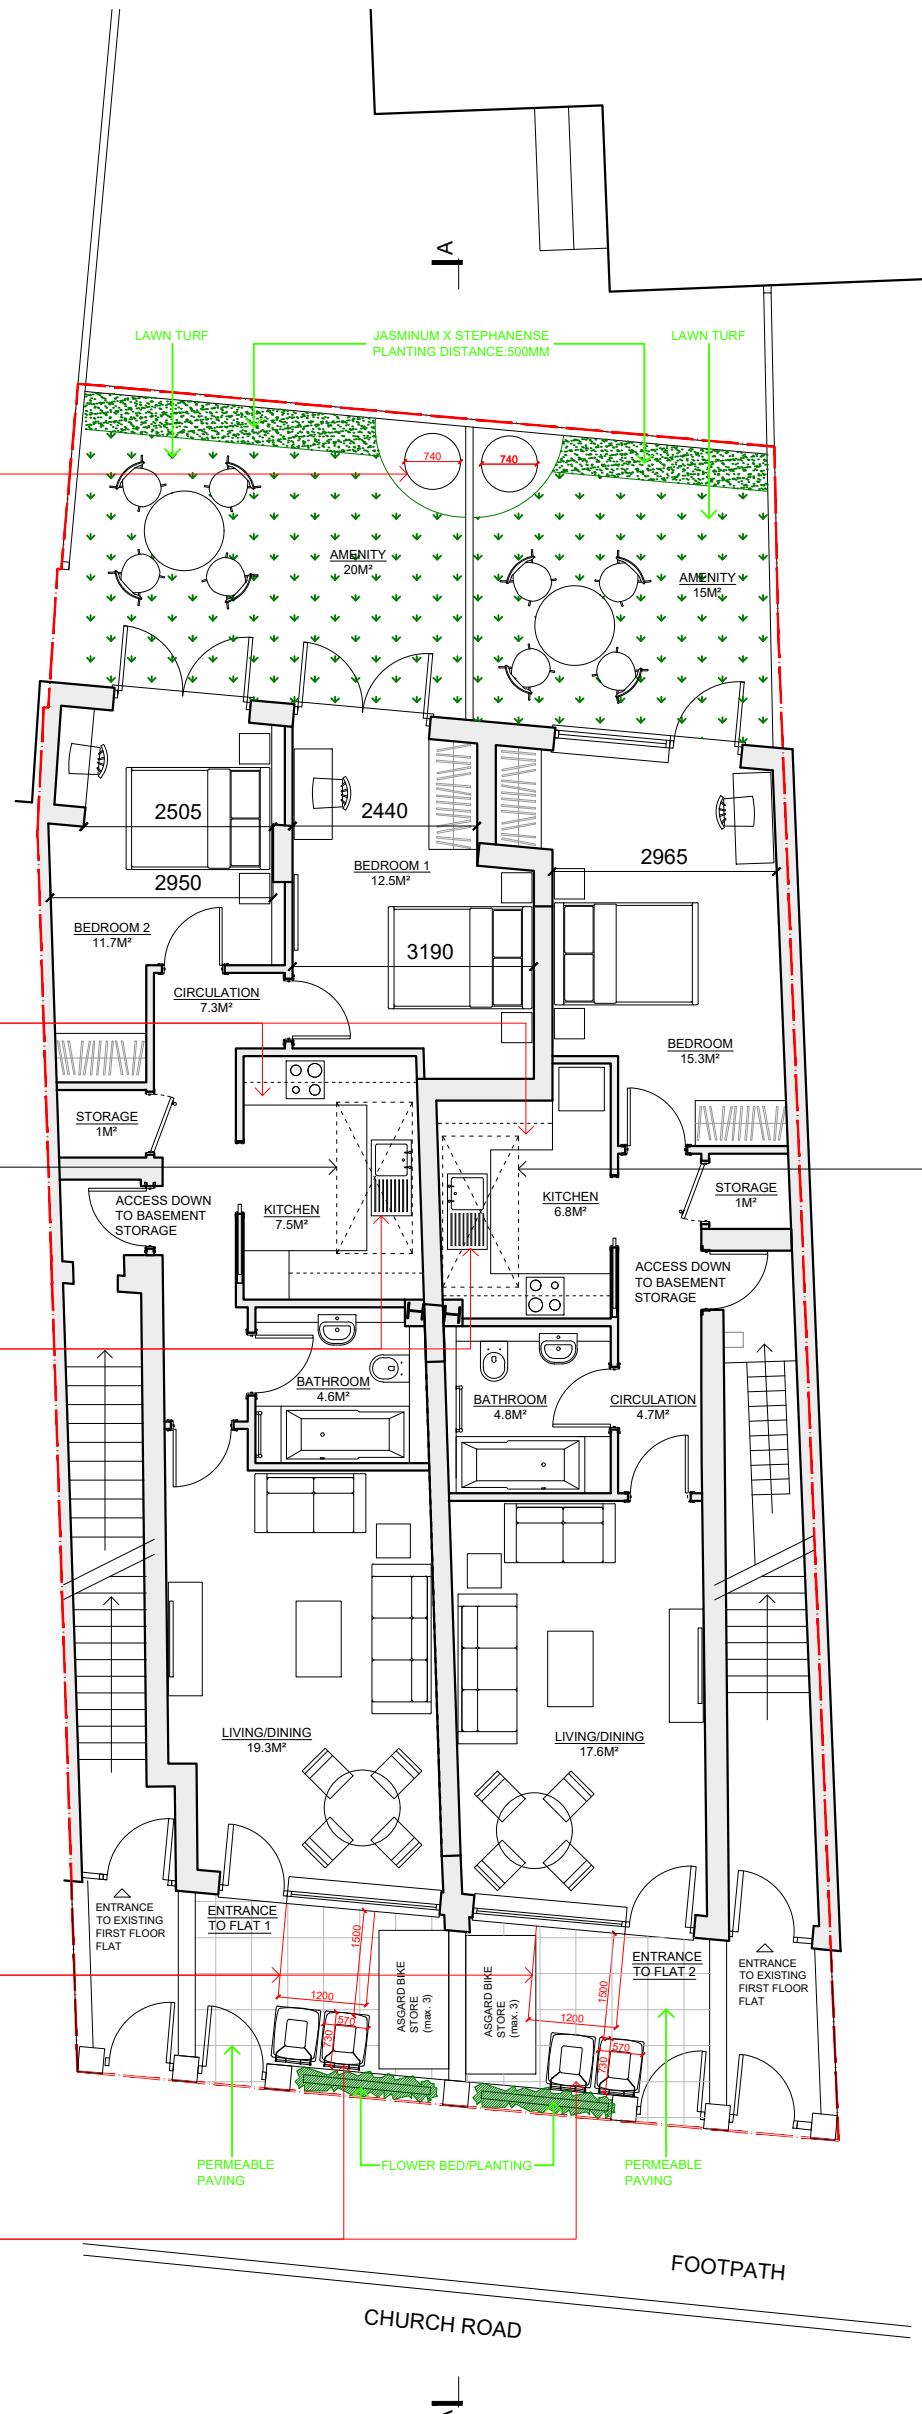 A
LAWN TURF
JASMINUM X STEPHANENSE
PLANTING DISTANCE:500MM
LAWN TURF
740
740
AMENITY
20M²
AMENITY
15M²
2505
2440
2965
BEDROOM 1
12.5M²
2950
BEDROOM 2
11.7M²
3190
CIRCULATION
7.3M²
BEDROOM
15.3M²
STORAGE
1M²
STORAGE
1M²
ACCESS DOWN
TO BASEMENT
STORAGE
KITCHEN
7.5M²
KITCHEN
6.8M²
ACCESS DOWN
TO BASEMENT
STORAGE
BATHROOM
4.6M²
BATHROOM
4.8M²
CIRCULATION
4.7M²
LIVING/DINING
19.3M²
LIVING/DINING
17.6M²
ENTRANCE
TO EXISTING
FIRST FLOOR
FLAT
ENTRANCE
TO FLAT 1
1500
1200
570
730
ASGARD BIKE
STORE
(max. 3)
ASGARD BIKE
STORE
(max. 3)
1500
1200
570
730
ENTRANCE
TO FLAT 2
ENTRANCE
TO EXISTING
FIRST FLOOR
FLAT
PERMEABLE
PAVING
FLOWER BED/PLANTING
PERMEABLE
PAVING
FOOTPATH
CHURCH ROAD
A